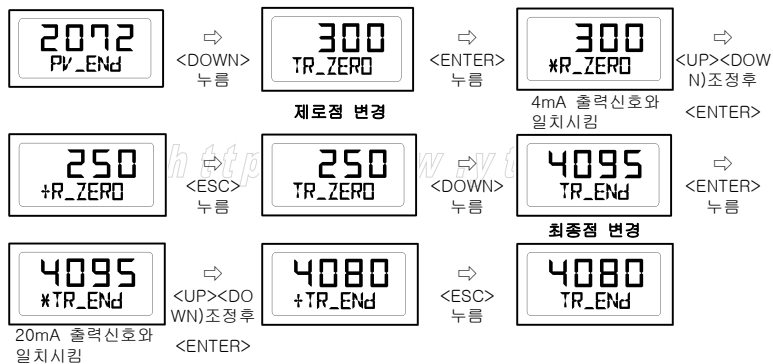 2072
PV_ENd
⇨
<DOWN>
누름
300
TR_ZERO
제로점 변경
⇨
<ENTER>
누름
300
*R_ZERO
4mA 출력신호와
일치시킴
⇨
<UP><DOW
N)조정후
<ENTER>
250
+R_ZERO
⇨
<ESC>
누름
250
TR_ZERO
⇨
<DOWN>
누름
4095
TR_ENd
최종점 변경
⇨
<ENTER>
누름
4095
*TR_ENd
20mA 출력신호와
일치시킴
⇨
<UP><DO
WN)조정후
<ENTER>
4080
+TR_ENd
⇨
<ESC>
누름
4080
TR_ENd